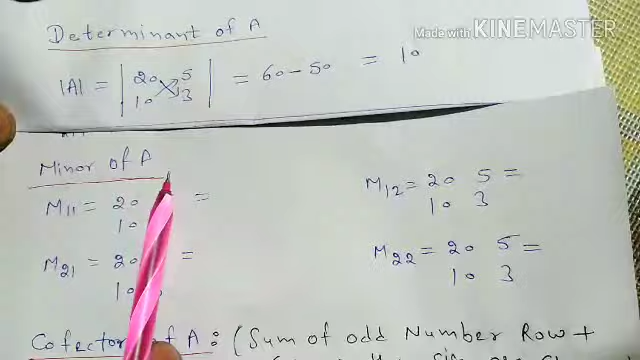 Made with KINEMASTER
Determinant of A
|A| = | 20 5 | = 60 - 50 = 10
10 3
Minor of A
M11 = 20 =
10
M12 = 20 5 =
10 3
M21 = 20 =
10
M22 = 20 5 =
10 3
Cofector of A : (Sum of odd Number Row +